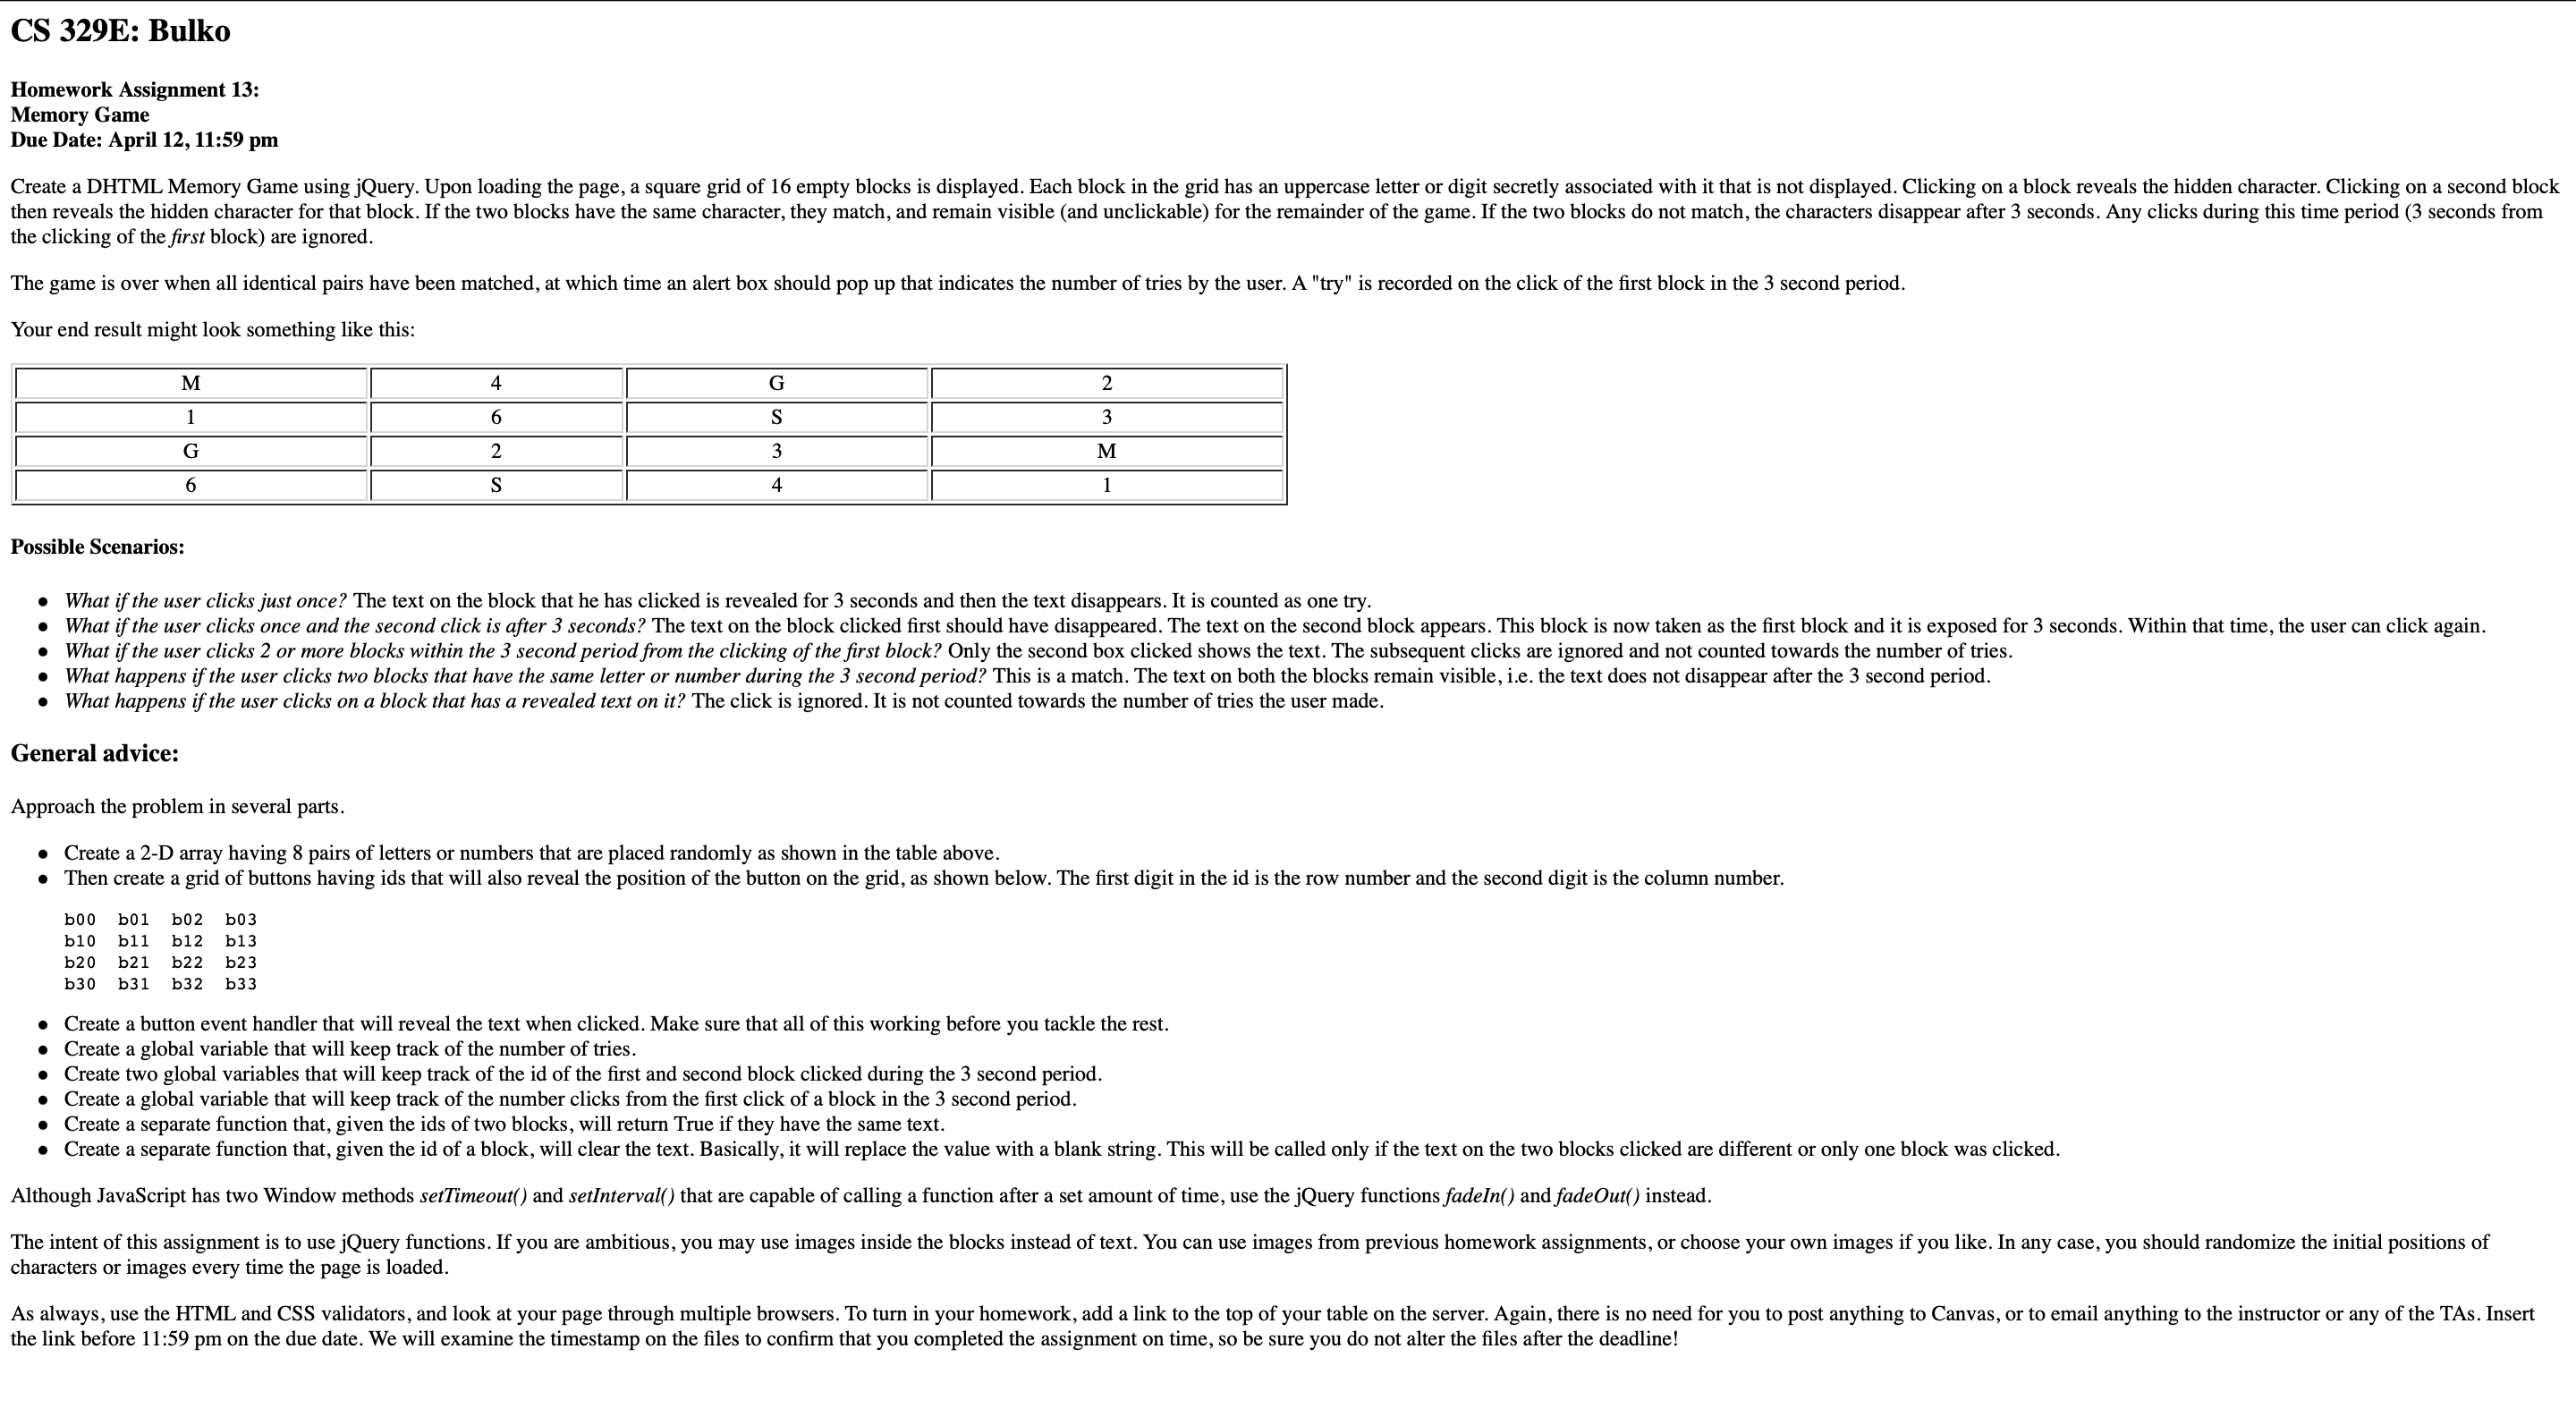 CS 329E: Bulko
Homework Assignment 13:
Memory Game
Due Date: April 12, 11:59 pm
Create a DHTML Memory Game using jQuery. Upon loading the page, a square grid of 16 empty blocks is displayed. Each block in the grid has an uppercase letter or digit secretly associated with it that is not displayed. Clicking on a block reveals the hidden character. Clicking on a second block
then reveals the hidden character for that block. If the two blocks have the same character, they match, and remain visible (and unclickable) for the remainder of the game. If the two blocks do not match, the characters disappear after 3 seconds. Any clicks during this time period (3 seconds from
the clicking of the first block) are ignored.
The game is over when all identical pairs have been matched, at which time an alert box should pop up that indicates the number of tries by the user. A "try" is recorded on the click of the first block in the 3 second period.
Your end result might look something like this:
M 4 G 2
1 6 S 3
G 2 3 M
6 S 4 1
Possible Scenarios:
• What if the user clicks just once? The text on the block that he has clicked is revealed for 3 seconds and then the text disappears. It is counted as one try.
• What if the user clicks once and the second click is after 3 seconds? The text on the block clicked first should have disappeared. The text on the second block appears. This block is now taken as the first block and it is exposed for 3 seconds. Within that time, the user can click again.
• What if the user clicks 2 or more blocks within the 3 second period from the clicking of the first block? Only the second box clicked shows the text. The subsequent clicks are ignored and not counted towards the number of tries.
• What happens if the user clicks two blocks that have the same letter or number during the 3 second period? This is a match. The text on both the blocks remain visible, i.e. the text does not disappear after the 3 second period.
• What happens if the user clicks on a block that has a revealed text on it? The click is ignored. It is not counted towards the number of tries the user made.
General advice:
Approach the problem in several parts.
• Create a 2-D array having 8 pairs of letters or numbers that are placed randomly as shown in the table above.
• Then create a grid of buttons having ids that will also reveal the position of the button on the grid, as shown below. The first digit in the id is the row number and the second digit is the column number.
b00 b01 b02 b03
b10 b11 b12 b13
b20 b21 b22 b23
b30 b31 b32 b33
• Create a button event handler that will reveal the text when clicked. Make sure that all of this working before you tackle the rest.
• Create a global variable that will keep track of the number of tries.
• Create two global variables that will keep track of the id of the first and second block clicked during the 3 second period.
• Create a global variable that will keep track of the number clicks from the first click of a block in the 3 second period.
• Create a separate function that, given the ids of two blocks, will return True if they have the same text.
• Create a separate function that, given the id of a block, will clear the text. Basically, it will replace the value with a blank string. This will be called only if the text on the two blocks clicked are different or only one block was clicked.
Although JavaScript has two Window methods setTimeout() and setInterval() that are capable of calling a function after a set amount of time, use the jQuery functions fadeIn() and fadeOut() instead.
The intent of this assignment is to use jQuery functions. If you are ambitious, you may use images inside the blocks instead of text. You can use images from previous homework assignments, or choose your own images if you like. In any case, you should randomize the initial positions of
characters or images every time the page is loaded.
As always, use the HTML and CSS validators, and look at your page through multiple browsers. To turn in your homework, add a link to the top of your table on the server. Again, there is no need for you to post anything to Canvas, or to email anything to the instructor or any of the TAs. Insert
the link before 11:59 pm on the due date. We will examine the timestamp on the files to confirm that you completed the assignment on time, so be sure you do not alter the files after the deadline!